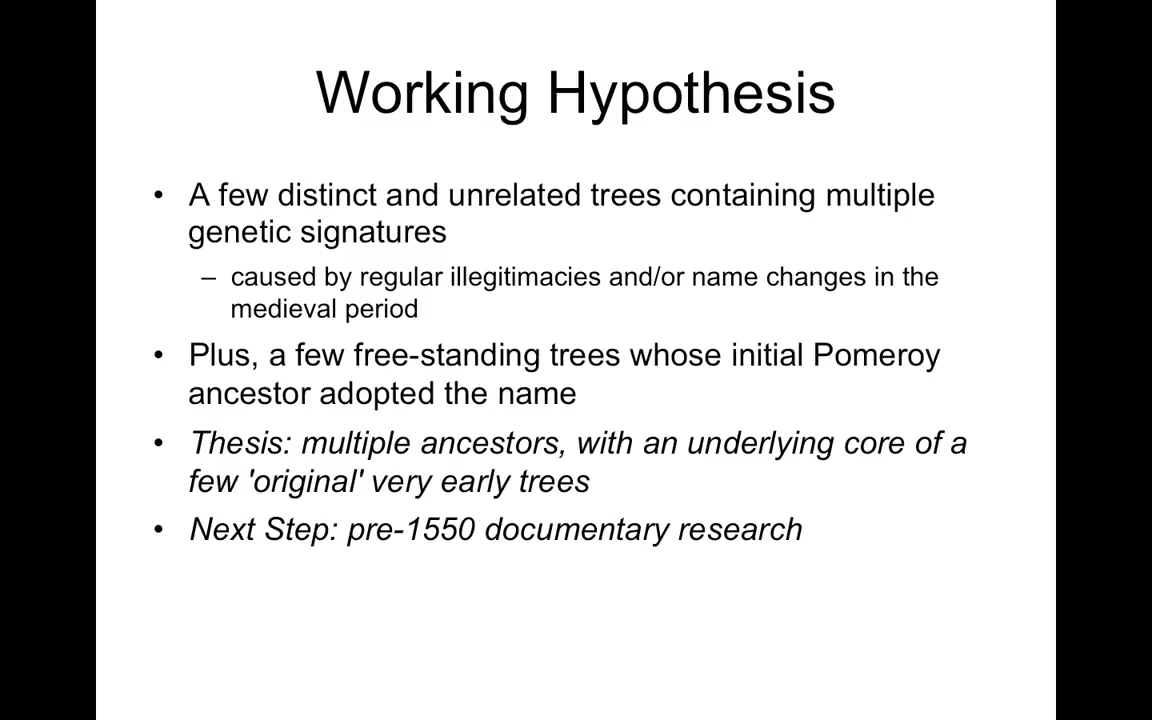 Working Hypothesis
• A few distinct and unrelated trees containing multiple
genetic signatures
– caused by regular illegitimacies and/or name changes in the
medieval period
• Plus, a few free-standing trees whose initial Pomeroy
ancestor adopted the name
• Thesis: multiple ancestors, with an underlying core of a
few 'original' very early trees
• Next Step: pre-1550 documentary research